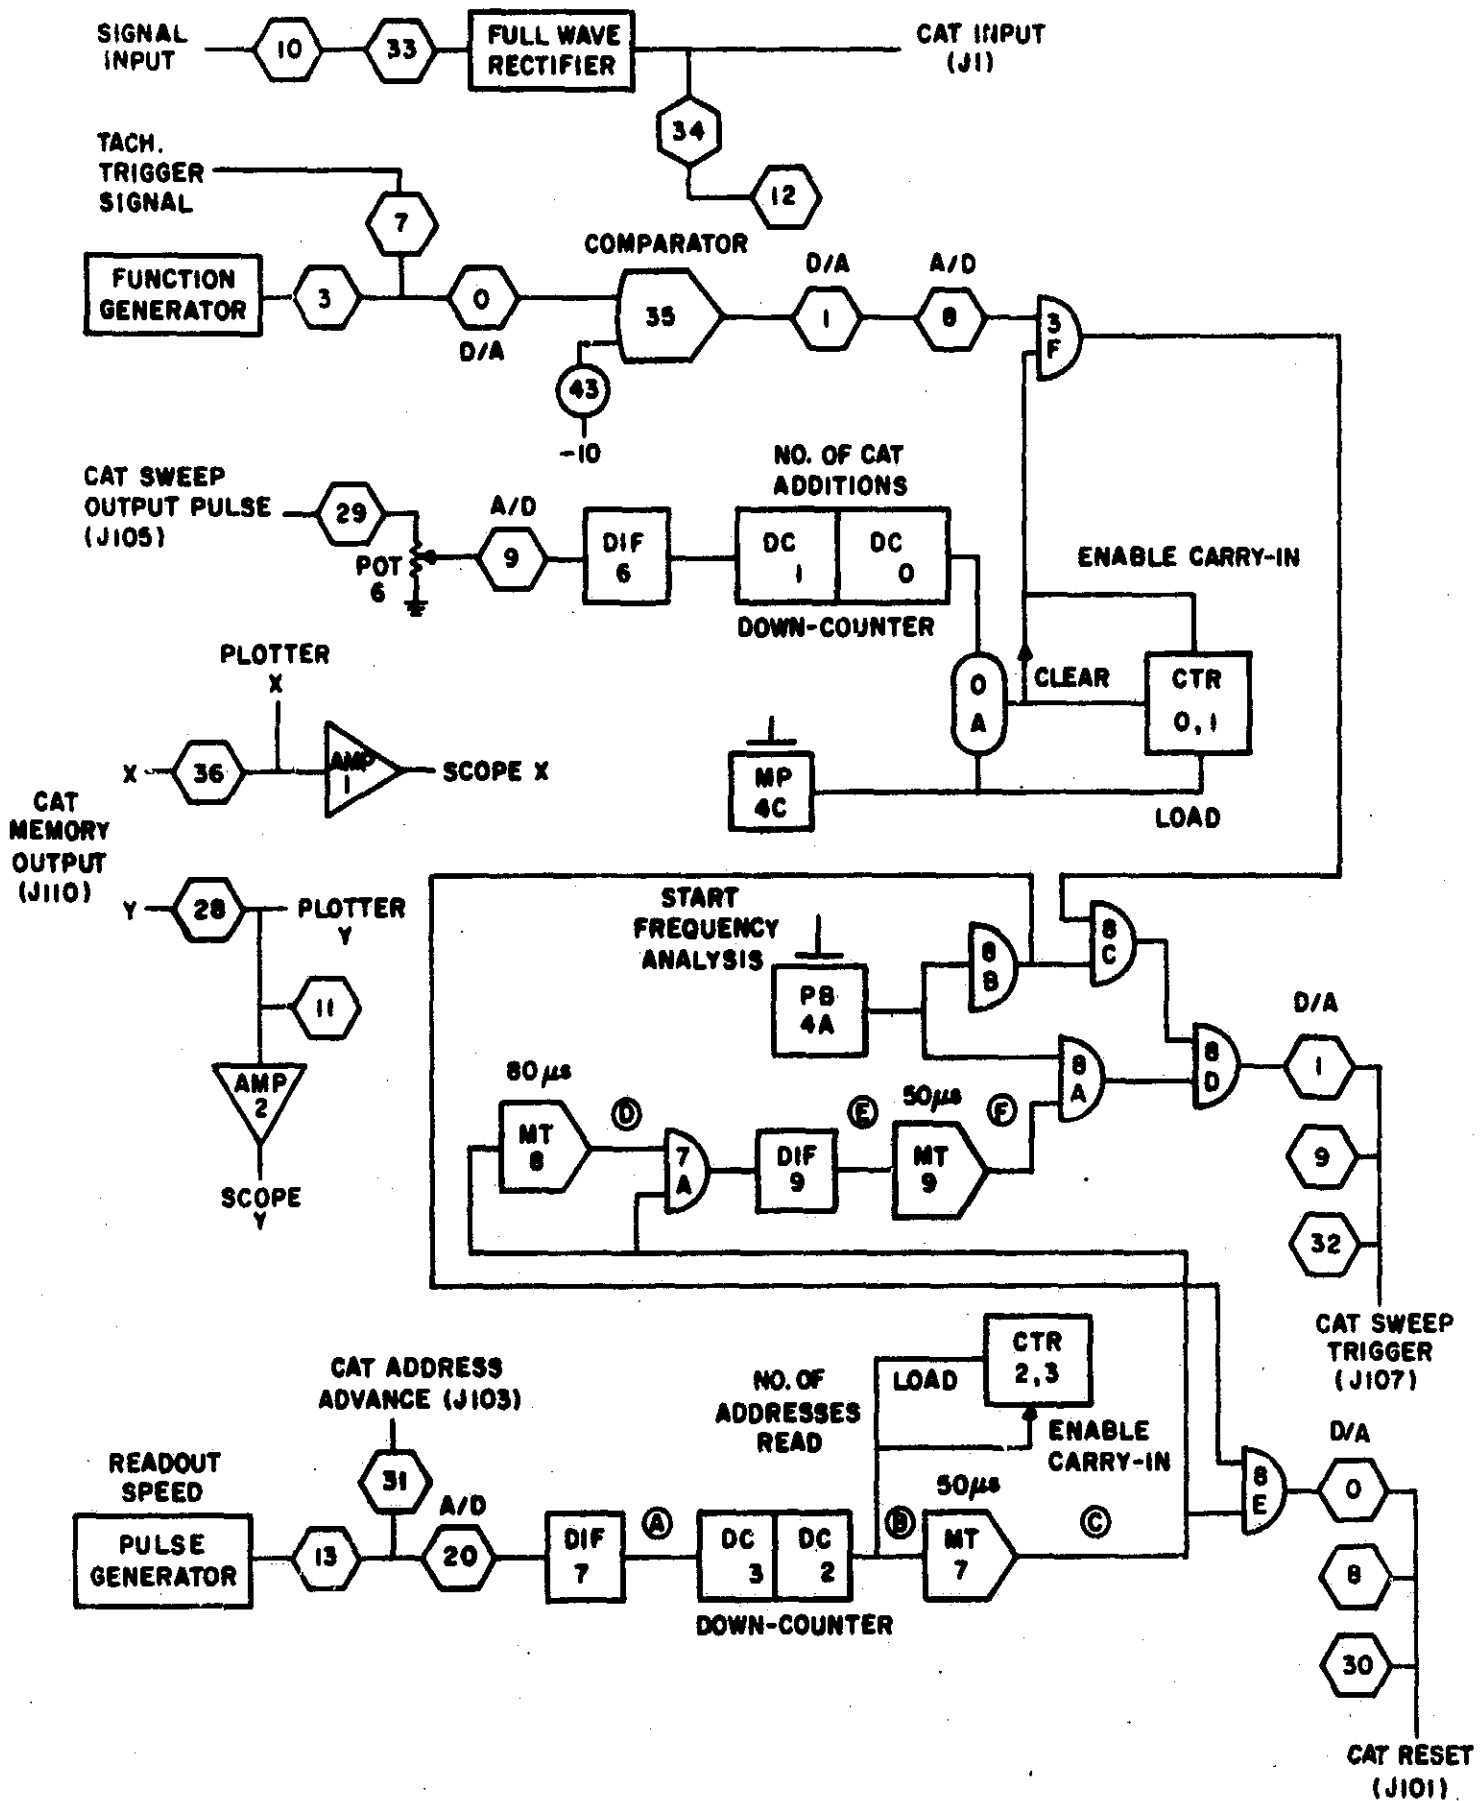 SIGNAL
INPUT
10
33
FULL WAVE
RECTIFIER
CAT INPUT
(J1)
34
12
TACH.
TRIGGER
SIGNAL
7
FUNCTION
GENERATOR
3
0
D/A
COMPARATOR
35
43
-10
D/A
1
A/D
8
3
F
CAT SWEEP
OUTPUT PULSE
(J105)
29
POT
6
A/D
9
DIF
6
NO. OF CAT
ADDITIONS
DC
1
DC
0
DOWN-COUNTER
ENABLE CARRY-IN
0
A
CLEAR
CTR
0,1
MP
4C
LOAD
PLOTTER
X
X
36
AMP
1
SCOPE X
CAT
MEMORY
OUTPUT
(J110)
Y
28
PLOTTER
Y
11
AMP
2
SCOPE
Y
START
FREQUENCY
ANALYSIS
PB
4A
8
B
8
C
8
A
8
D
D/A
1
9
32
CAT SWEEP
TRIGGER
(J107)
80 μs
MT
8
D
7
A
DIF
9
E
50μs
MT
9
F
READOUT
SPEED
PULSE
GENERATOR
13
CAT ADDRESS
ADVANCE (J103)
31
A/D
20
DIF
7
A
NO. OF
ADDRESSES
READ
DC
3
DC
2
DOWN-COUNTER
LOAD
CTR
2,3
ENABLE
CARRY-IN
B
50μs
MT
7
C
8
E
D/A
0
8
30
CAT RESET
(J101)